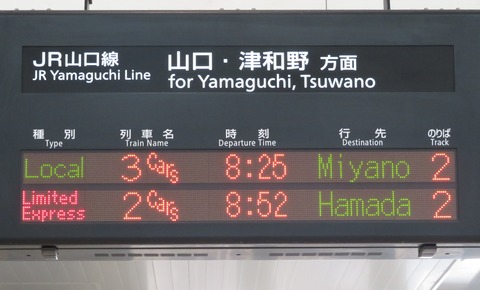 JR山口線 山口・津和野 方面
JR Yamaguchi Line for Yamaguchi, Tsuwano
種別 列車名 時刻 行先 のりば
Type Train Name Departure Time Destination Track
Local 3 Cars 8:25 Miyano 2
Limited Express 2 Cars 8:52 Hamada 2